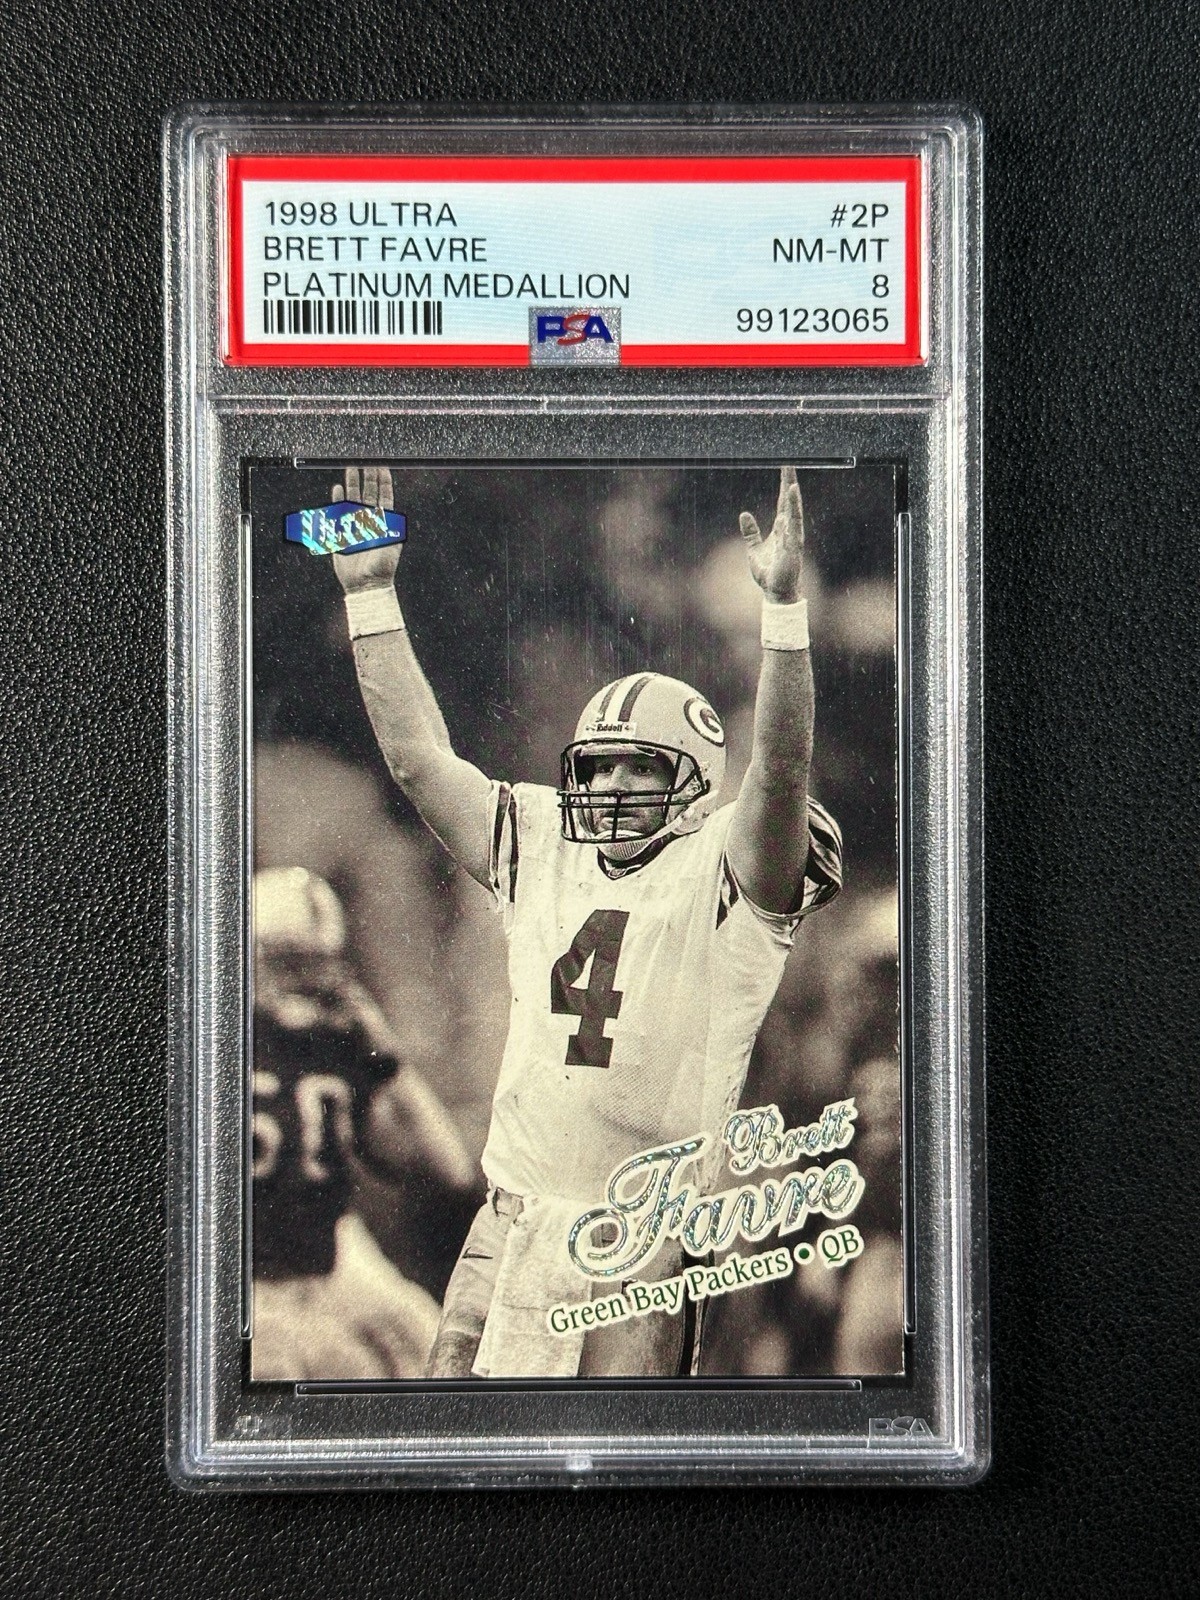 1998 ULTRA #2P
BRETT FAVRE NM-MT
PLATINUM MEDALLION 8
99123065
PSA
ULTRA
Riddell
G
4
50
Brett
Favre
Green Bay Packers • QB
PSA